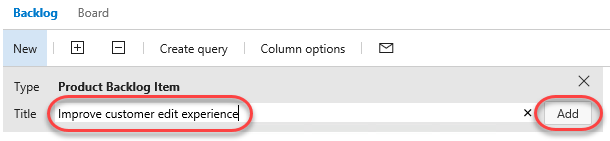 Backlog Board
New Create query Column options
Type Product Backlog Item
Title Improve customer edit experience Add